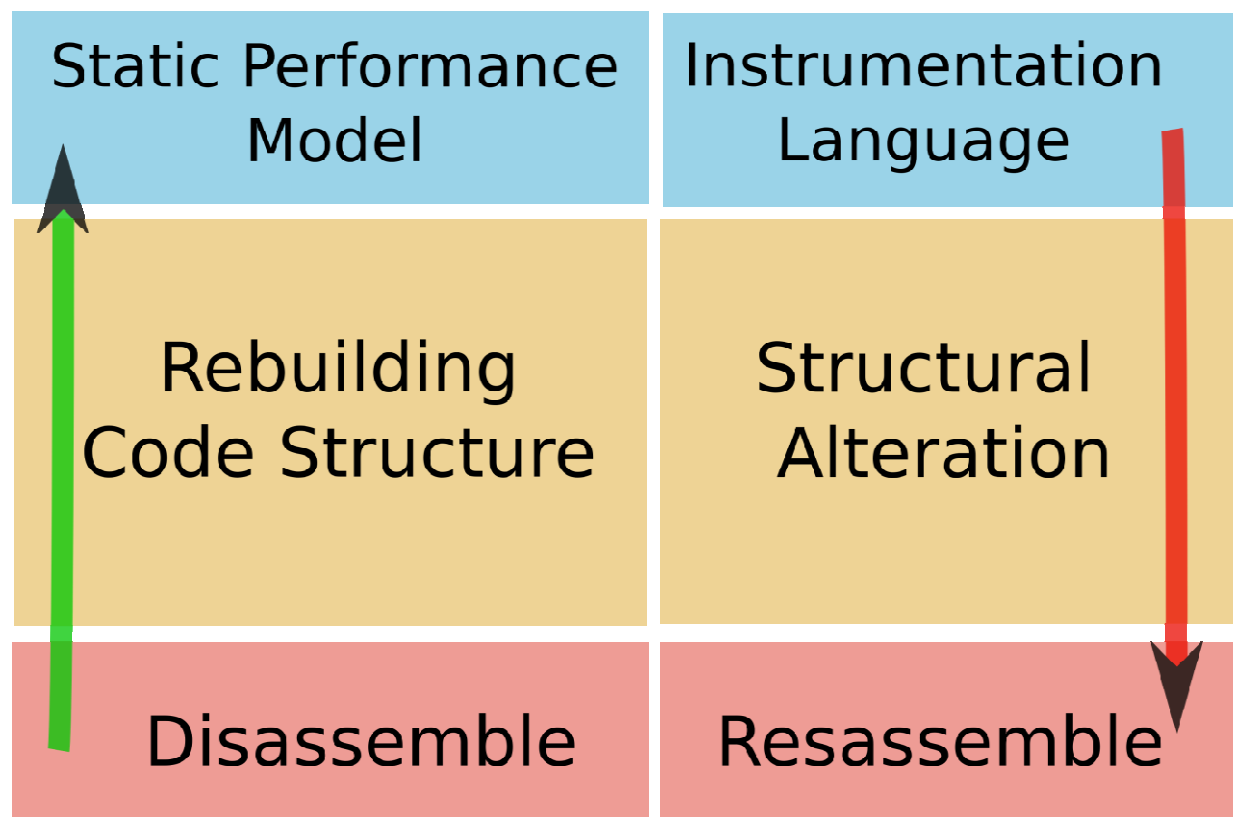 Static Performance
Model
Instrumentation
Language
Rebuilding
Code Structure
Structural
Alteration
Disassemble
Resassemble